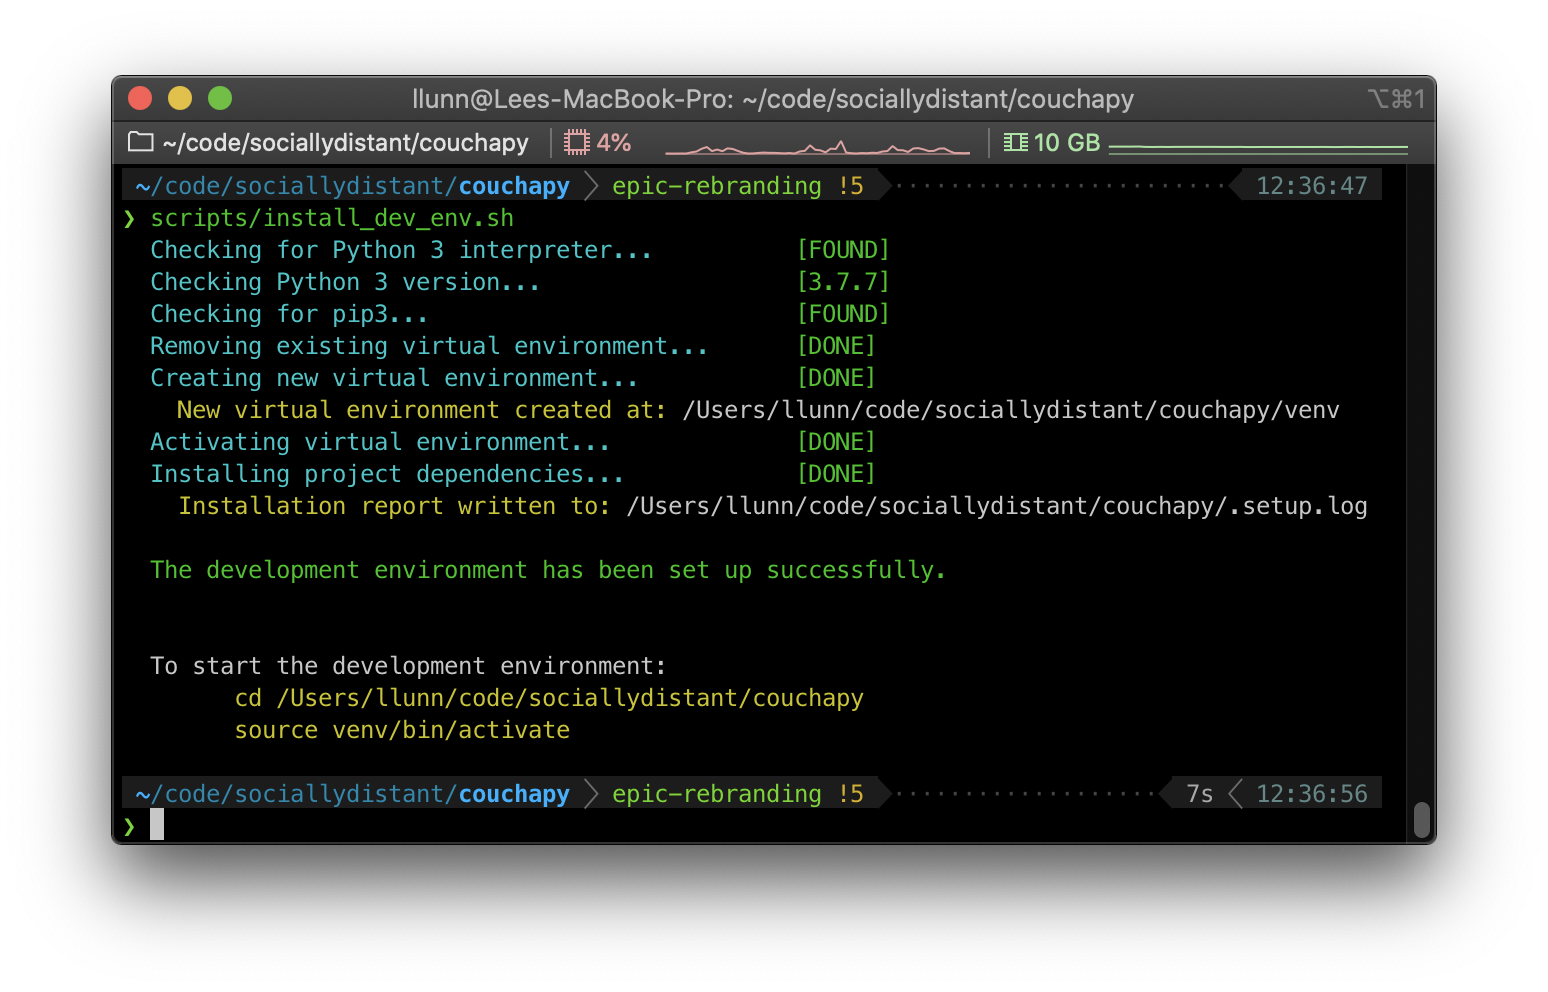 llunn@Lees-MacBook-Pro: ~/code/sociallydistant/couchapy ⌥⌘1
~/code/sociallydistant/couchapy 4% 10 GB
~/code/sociallydistant/couchapy epic-rebranding !5 12:36:47
❯ scripts/install_dev_env.sh
Checking for Python 3 interpreter... [FOUND]
Checking Python 3 version... [3.7.7]
Checking for pip3... [FOUND]
Removing existing virtual environment... [DONE]
Creating new virtual environment... [DONE]
New virtual environment created at: /Users/llunn/code/sociallydistant/couchapy/venv
Activating virtual environment... [DONE]
Installing project dependencies... [DONE]
Installation report written to: /Users/llunn/code/sociallydistant/couchapy/.setup.log
The development environment has been set up successfully.
To start the development environment:
cd /Users/llunn/code/sociallydistant/couchapy
source venv/bin/activate
~/code/sociallydistant/couchapy epic-rebranding !5 7s 12:36:56
❯